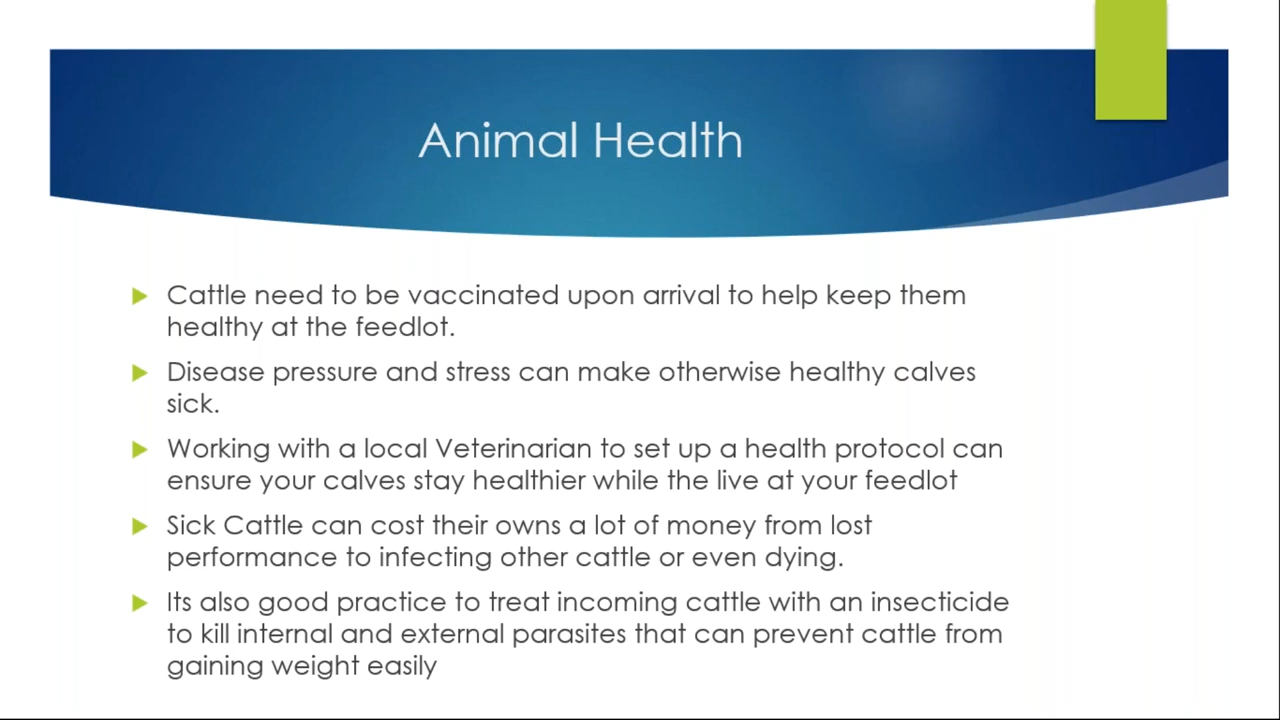 Animal Health
Cattle need to be vaccinated upon arrival to help keep them
healthy at the feedlot.
Disease pressure and stress can make otherwise healthy calves
sick.
Working with a local Veterinarian to set up a health protocol can
ensure your calves stay healthier while the live at your feedlot
Sick Cattle can cost their owns a lot of money from lost
performance to infecting other cattle or even dying.
Its also good practice to treat incoming cattle with an insecticide
to kill internal and external parasites that can prevent cattle from
gaining weight easily